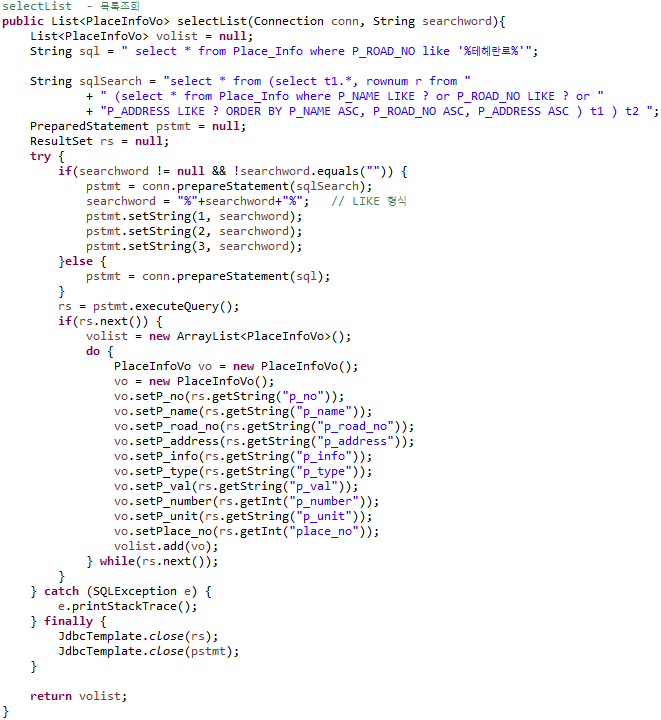 selectList  - 목록조회
public List<PlaceInfoVo> selectList(Connection conn, String searchword){
    List<PlaceInfoVo> volist = null;
    String sql = " select * from Place_Info where P_ROAD_NO like '%테헤란로%'";

    String sqlSearch = "select * from (select t1.*, rownum r from "
            + " (select * from Place_Info where P_NAME LIKE ? or P_ROAD_NO LIKE ? or "
            + "P_ADDRESS LIKE ? ORDER BY P_NAME ASC, P_ROAD_NO ASC, P_ADDRESS ASC ) t1 ) t2 ";
    PreparedStatement pstmt = null;
    ResultSet rs = null;
    try {
        if(searchword != null && !searchword.equals("")) {
            pstmt = conn.prepareStatement(sqlSearch);
            searchword = "%"+searchword+"%";   // LIKE 형식
            pstmt.setString(1, searchword);
            pstmt.setString(2, searchword);
            pstmt.setString(3, searchword);
        }else {
            pstmt = conn.prepareStatement(sql);
        }
        rs = pstmt.executeQuery();
        if(rs.next()) {
            volist = new ArrayList<PlaceInfoVo>();
            do {
                PlaceInfoVo vo = new PlaceInfoVo();
                vo = new PlaceInfoVo();
                vo.setP_no(rs.getString("p_no"));
                vo.setP_name(rs.getString("p_name"));
                vo.setP_road_no(rs.getString("p_road_no"));
                vo.setP_address(rs.getString("p_address"));
                vo.setP_info(rs.getString("p_info"));
                vo.setP_type(rs.getString("p_type"));
                vo.setP_val(rs.getString("p_val"));
                vo.setP_number(rs.getInt("p_number"));
                vo.setP_unit(rs.getString("p_unit"));
                vo.setPlace_no(rs.getInt("place_no"));
                volist.add(vo);
            } while(rs.next());
        }
    } catch (SQLException e) {
        e.printStackTrace();
    } finally {
        JdbcTemplate.close(rs);
        JdbcTemplate.close(pstmt);
    }

    return volist;
}